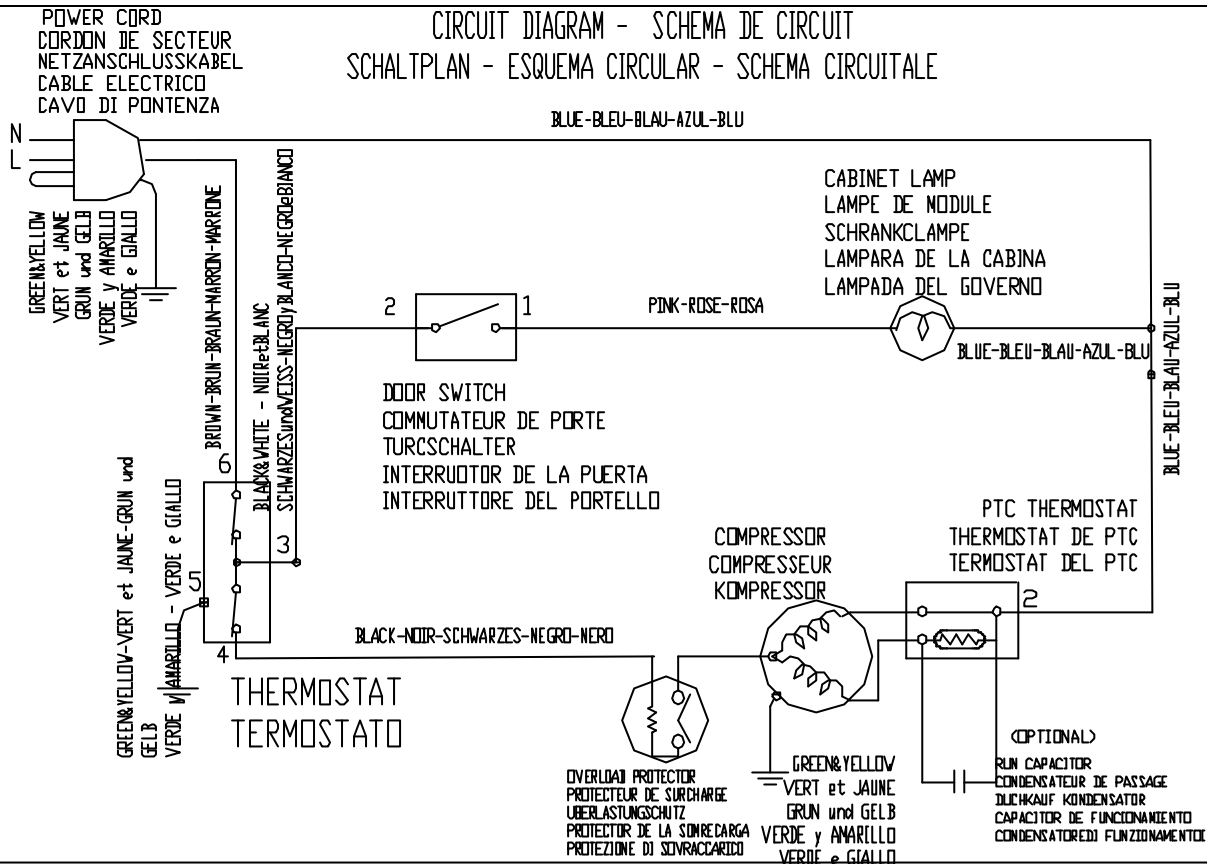 POWER CORD
CORDON DE SECTEUR
NETZANSCHLUSSKABEL
CABLE ELECTRICO
CAVO DI PONTENZA
CIRCUIT DIAGRAM - SCHEMA DE CIRCUIT
SCHALTPLAN - ESQUEMA CIRCULAR - SCHEMA CIRCUITALE
N
L
BLUE-BLEU-BLAU-AZUL-BLU
GREEN&YELLOW
VERT et JAUNE
GRUN und GELB
VERDE y AMARILLO
VERDE e GIALLO
BROWN-BRUN-BRAUN-MARRON-MARRONE
BLACK&WHITE - NOIRetBLANC
SCHWARZESundWEISS-NEGROyBLANCO-NEGROeBIANCO
CABINET LAMP
LAMPE DE MODULE
SCHRANKCLAMPE
LAMPARA DE LA CABINA
LAMPADA DEL GOVERNO
2
1
PINK-ROSE-ROSA
BLUE-BLEU-BLAU-AZUL-BLU
BLUE-BLEU-BLAU-AZUL-BLU
DOOR SWITCH
COMMUTATEUR DE PORTE
TURCSCHALTER
INTERRUOTOR DE LA PUERTA
INTERRUTTORE DEL PORTELLO
6
3
5
4
GREEN&YELLOW-VERT et JAUNE-GRUN und
GELB
VERDE y AMARILLO - VERDE e GIALLO
THERMOSTAT
TERMOSTATO
BLACK-NOIR-SCHWARZES-NEGRO-NERO
COMPRESSOR
COMPRESSEUR
KOMPRESSOR
PTC THERMOSTAT
THERMOSTAT DE PTC
TERMOSTAT DEL PTC
2
OVERLOAD PROTECTOR
PROTECTEUR DE SURCHARGE
UBERLASTUNGSCHUTZ
PROTECTOR DE LA SOMRECARGA
PROTEZIONE DI SOVRACCARICO
GREEN&YELLOW
VERT et JAUNE
GRUN und GELB
VERDE y AMARILLO
VERDE e GIALLO
(OPTIONAL)
RUN CAPACITOR
CONDENSATEUR DE PASSAGE
DUCHKAUF KONDENSATOR
CAPACITOR DE FUNCIONAMIENTO
CONDENSATOREDI FUNZIONAMENTOI